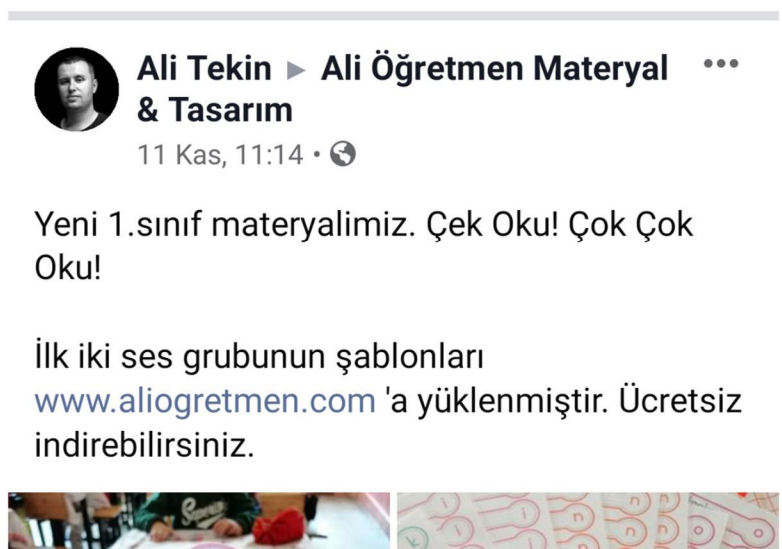 Ali Tekin ▸ Ali Öğretmen Materyal
& Tasarım
11 Kas, 11:14 •
Yeni 1.sınıf materyalimiz. Çek Oku! Çok Çok
Oku!
İlk iki ses grubunun şablonları
www.aliogretmen.com 'a yüklenmiştir. Ücretsiz
indirebilirsiniz.